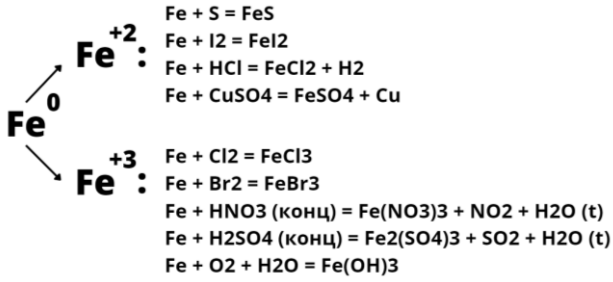 Fe + S = FeS
Fe + I2 = FeI2
Fe+2:
Fe + HCl = FeCl2 + H2
Fe + CuSO4 = FeSO4 + Cu
Fe0
Fe + Cl2 = FeCl3
Fe+3:
Fe + Br2 = FeBr3
Fe + HNO3 (конц) = Fe(NO3)3 + NO2 + H2O (t)
Fe + H2SO4 (конц) = Fe2(SO4)3 + SO2 + H2O (t)
Fe + O2 + H2O = Fe(OH)3